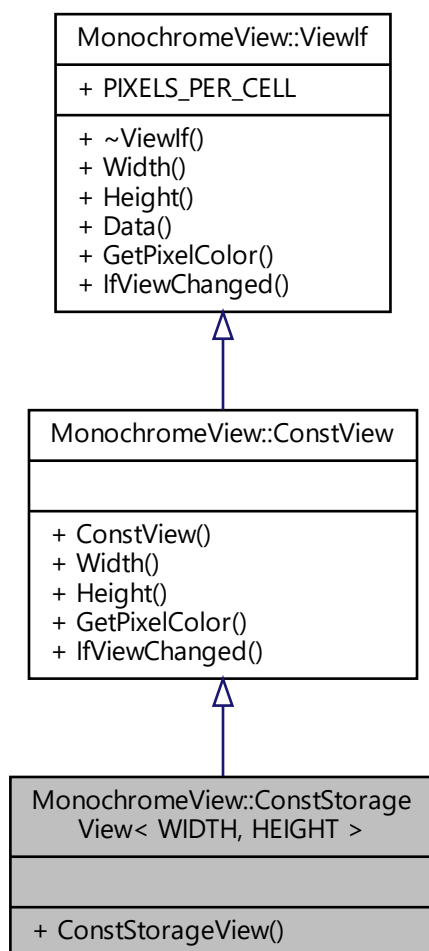 MonochromeView::ViewIf
+ PIXELS_PER_CELL
+ ~ViewIf()
+ Width()
+ Height()
+ Data()
+ GetPixelColor()
+ IfViewChanged()
MonochromeView::ConstView
+ ConstView()
+ Width()
+ Height()
+ GetPixelColor()
+ IfViewChanged()
MonochromeView::ConstStorage
View< WIDTH, HEIGHT >
+ ConstStorageView()